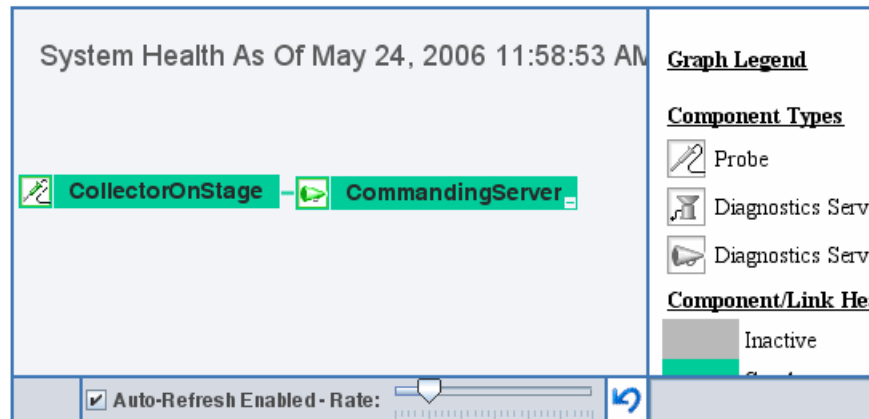 System Health As Of May 24, 2006 11:58:53 AM
Graph Legend
Component Types
Probe
Diagnostics Serv
Diagnostics Serv
CollectorOnStage
CommandingServer
Component/Link Hea
Inactive
Auto-Refresh Enabled - Rate: